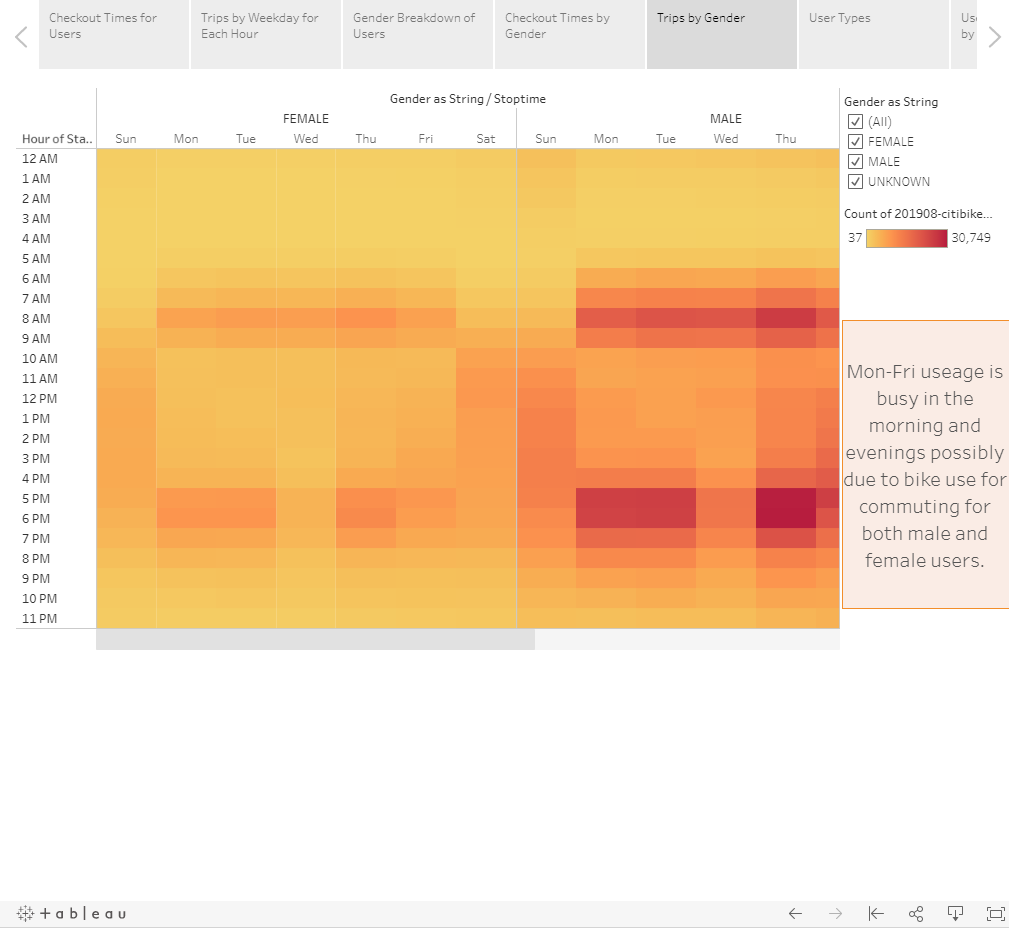 Checkout Times for Users
Trips by Weekday for Each Hour
Gender Breakdown of Users
Checkout Times by Gender
Trips by Gender
User Types
by
Gender as String / Stoptime
FEMALE
MALE
Hour of Sta..
Sun
Mon
Tue
Wed
Thu
Fri
Sat
Sun
Mon
Tue
Wed
Thu
12 AM
1 AM
2 AM
3 AM
4 AM
5 AM
6 AM
7 AM
8 AM
9 AM
10 AM
11 AM
12 PM
1 PM
2 PM
3 PM
4 PM
5 PM
6 PM
7 PM
8 PM
9 PM
10 PM
11 PM
Gender as String
(All)
FEMALE
MALE
UNKNOWN
Count of 201908-citibike...
37
30,749
Mon-Fri useage is
busy in the
morning and
evenings possibly
due to bike use for
commuting for
both male and
female users.
+ a b | e a u